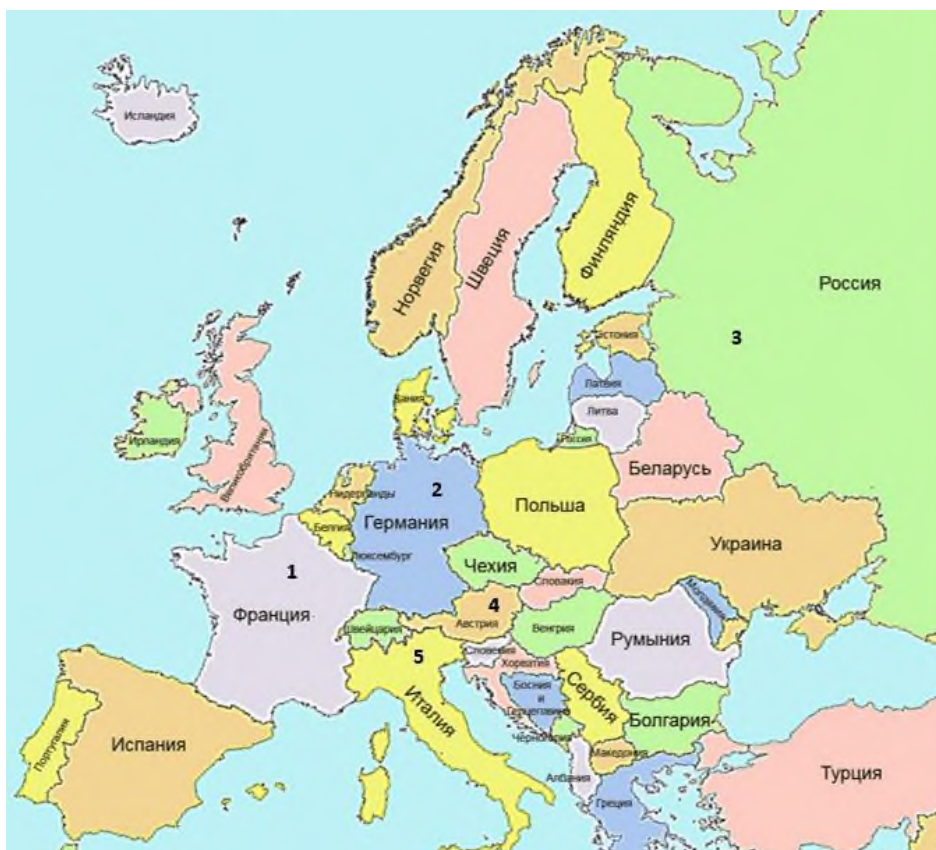 Исландия
Норвегия
Швеция
Финляндия
Россия
3
Эстония
Латвия
Литва
Россия
Дания
Ирландия
Великобритания
Беларусь
Нидерланды
2
Германия
Польша
Бельгия
Люксембург
Украина
Чехия
1
Франция
Словакия
4
Австрия
Швейцария
Венгрия
Молдавия
Румыния
5
Словения
Хорватия
Италия
Босния
и
Герцеговина
Сербия
Болгария
Черногория
Македония
Португалия
Испания
Албания
Греция
Турция